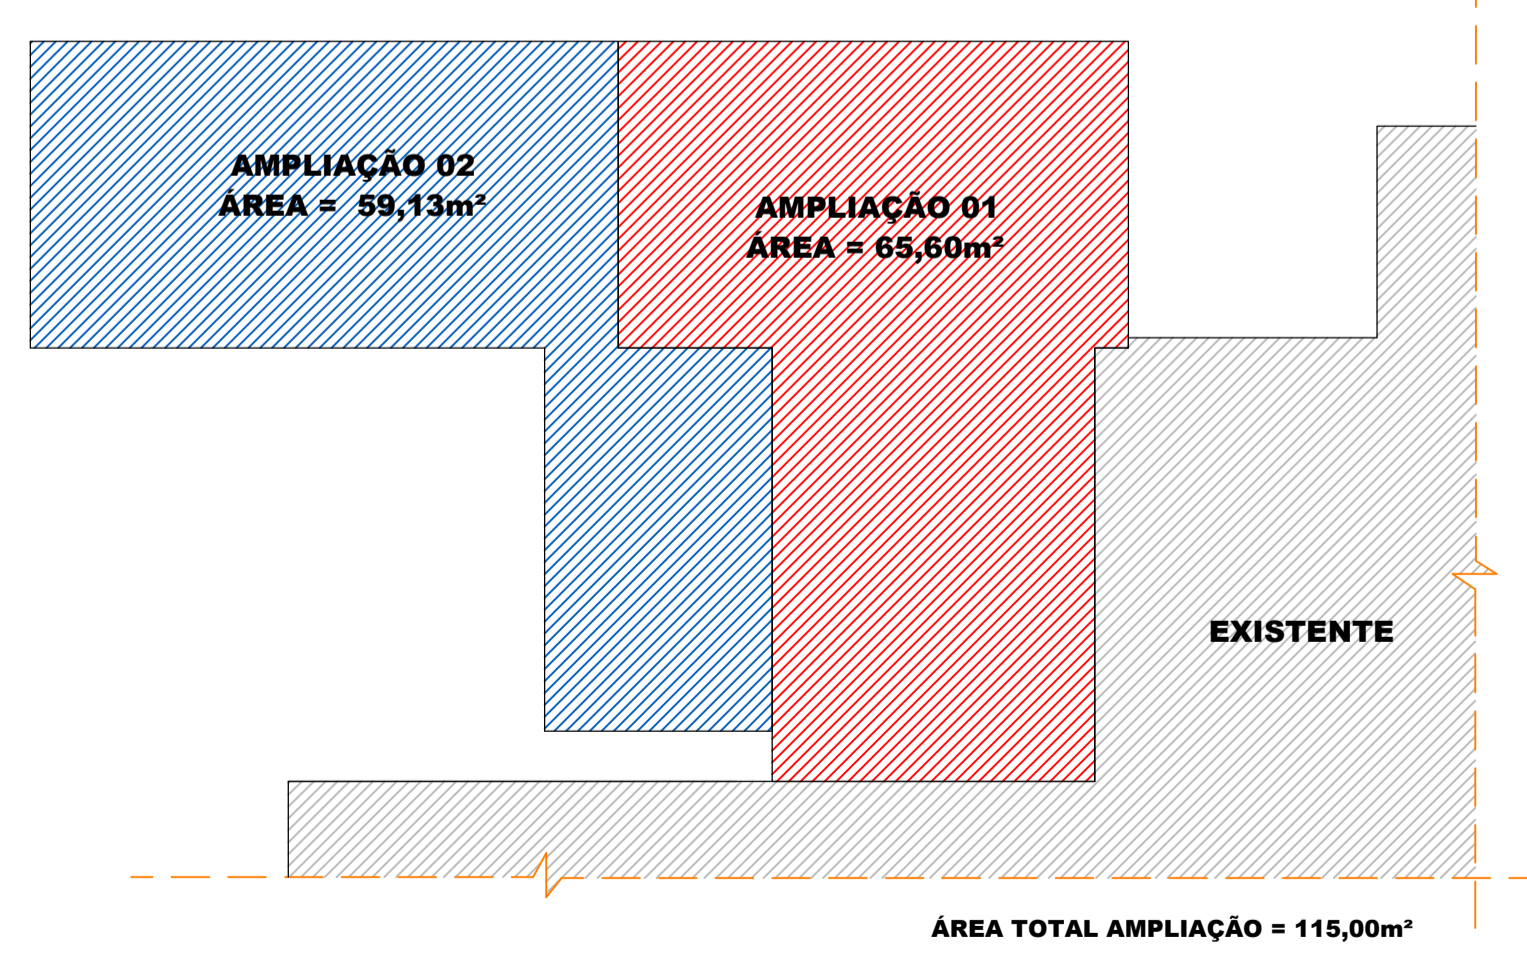 AMPLIAÇÃO 02
ÁREA = 59,13m²
AMPLIAÇÃO 01
ÁREA = 65,60m²
EXISTENTE
ÁREA TOTAL AMPLIAÇÃO = 115,00m²